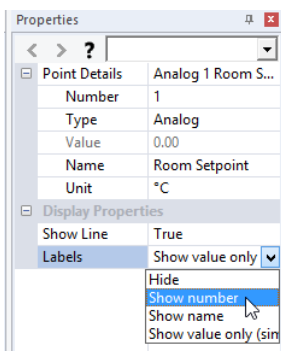 Properties
?
Point Details Analog 1 Room S...
Number 1
Type Analog
Value 0.00
Name Room Setpoint
Unit °C
Display Properties
Show Line True
Labels Show value only
Hide
Show number
Show name
Show value only (sim